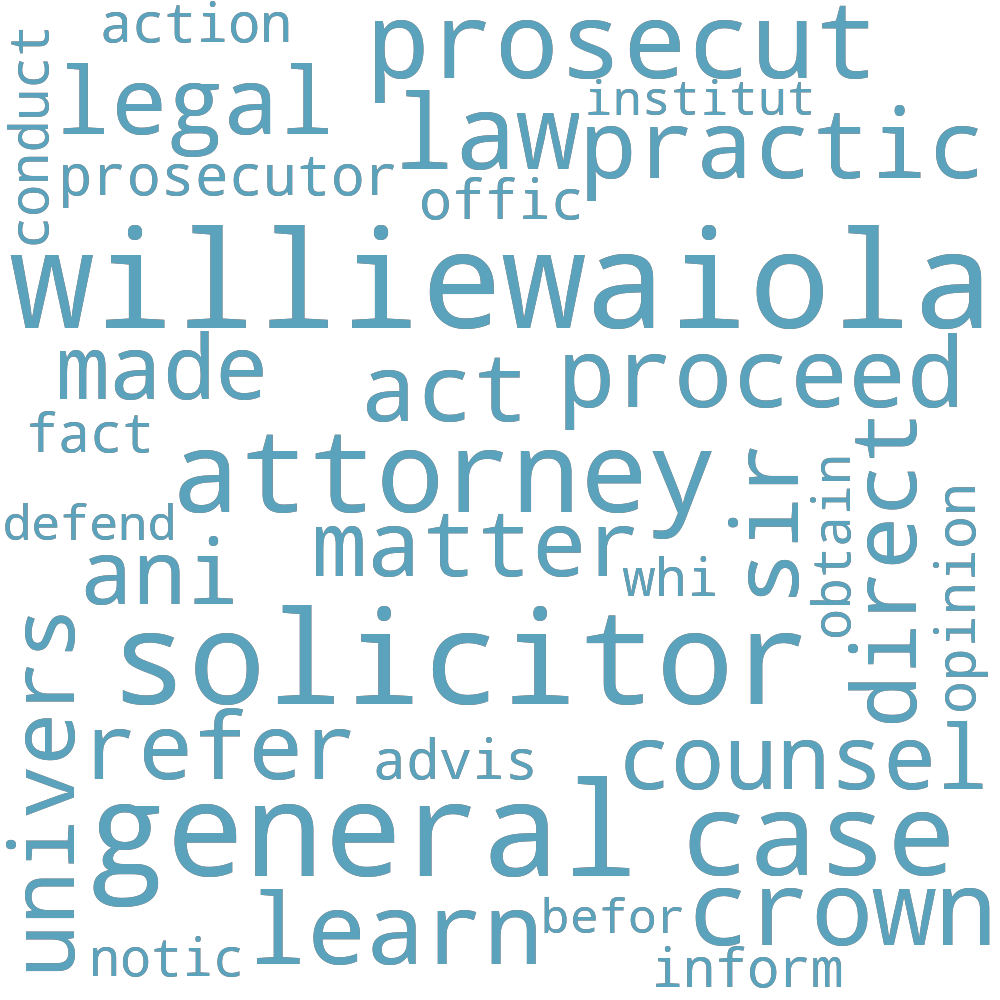 action
prosecut
conduct
legal
institut
law
practic
prosecutor
offic
williewaiola
made
act
proceed
fact
attorney
direct
sir
obtain
opinion
defend
matter
ani
whi
solicitor
univers
refer
advis
counsel
general
case
learn
befor
crown
notic
inform